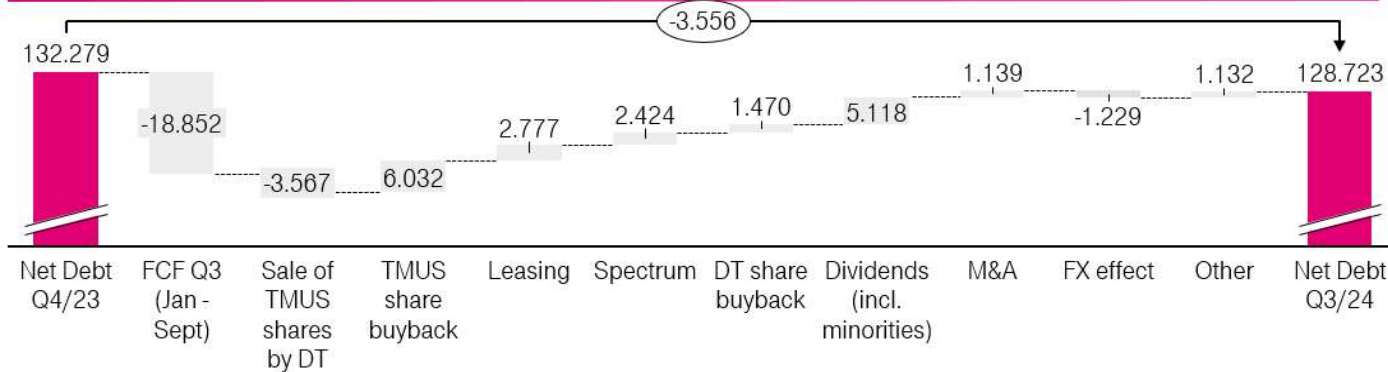 -3.556
132.279
-18.852
-3.567
6.032
2.777
2.424
1.470
5.118
1.139
-1.229
1.132
128.723
Net Debt
Q4/23
FCF Q3
(Jan -
Sept)
Sale of
TMUS
shares
by DT
TMUS
share
buyback
Leasing
Spectrum
DT share
buyback
Dividends
(incl.
minorities)
M&A
FX effect
Other
Net Debt
Q3/24